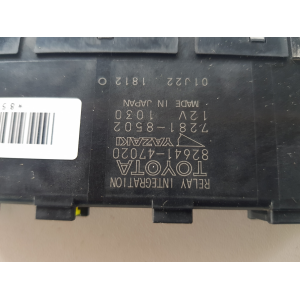 RELAY INTEGRATION
TOYOTA
82641-47020
YAZAKI
7281-8502
12V 1030
MADE IN JAPAN
01J22 1812